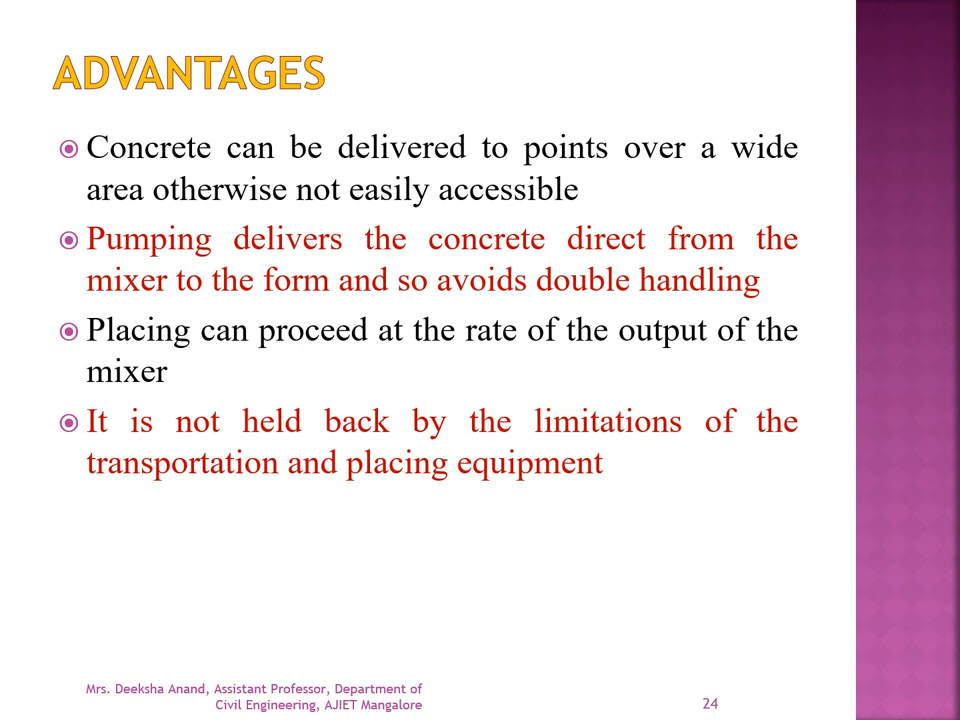 ADVANTAGES
Concrete can be delivered to points over a wide
area otherwise not easily accessible
Pumping delivers the concrete direct from the
mixer to the form and so avoids double handling
Placing can proceed at the rate of the output of the
mixer
It is not held back by the limitations of the
transportation and placing equipment
Mrs. Deeksha Anand, Assistant Professor, Department of
Civil Engineering, AJIET Mangalore
24